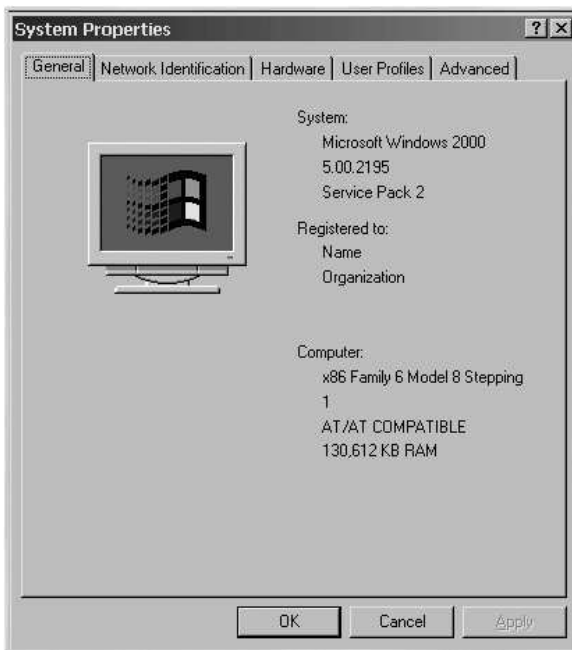 System Properties
General Network Identification Hardware User Profiles Advanced
System:
Microsoft Windows 2000
5.00.2195
Service Pack 2
Registered to:
Name
Organization
Computer:
x86 Family 6 Model 8 Stepping
1
AT/AT COMPATIBLE
130,612 KB RAM
OK Cancel Apply